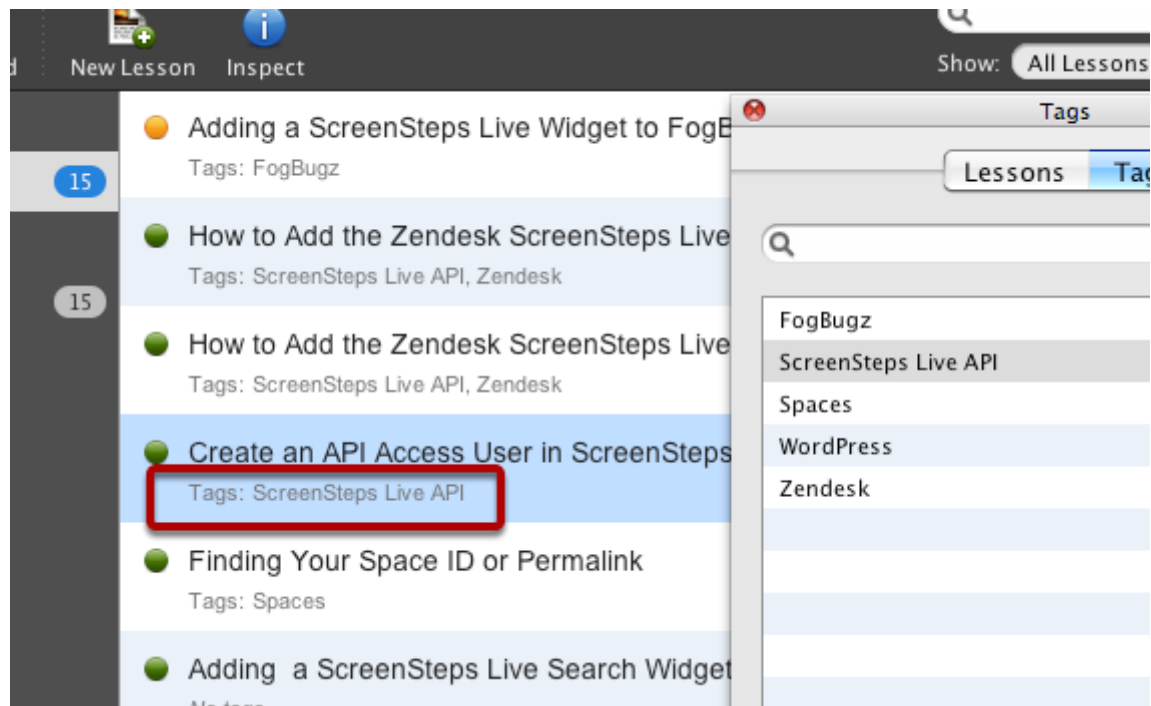 New Lesson
Inspect
Show: All Lessons
15
15
Adding a ScreenSteps Live Widget to FogB
Tags: FogBugz
How to Add the Zendesk ScreenSteps Live
Tags: ScreenSteps Live API, Zendesk
How to Add the Zendesk ScreenSteps Live
Tags: ScreenSteps Live API, Zendesk
Create an API Access User in ScreenSteps
Tags: ScreenSteps Live API
Finding Your Space ID or Permalink
Tags: Spaces
Adding a ScreenSteps Live Search Widget
No tags
Tags
Lessons
Tag
FogBugz
ScreenSteps Live API
Spaces
WordPress
Zendesk